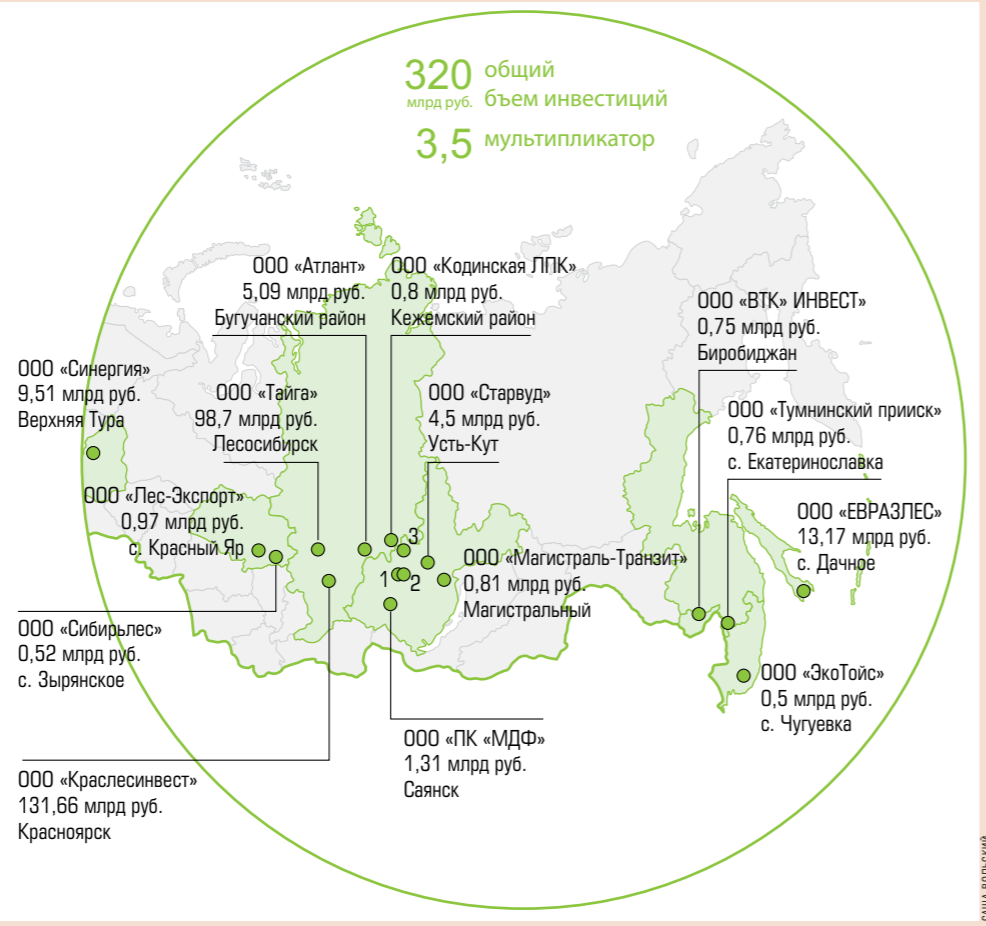 320 общий
млрд руб. бъем инвестиций
3,5 мультипликатор
ООО «Атлант»
5,09 млрд руб.
Бугучанский район
ООО «Кодинская ЛПК»
0,8 млрд руб.
Кежемский район
ООО «ВТК» ИНВЕСТ»
0,75 млрд руб.
Биробиджан
ООО «Синергия»
9,51 млрд руб.
Верхняя Тура
ООО «Тайга»
98,7 млрд руб.
Лесосибирск
ООО «Старвуд»
4,5 млрд руб.
Усть-Кут
ООО «Тумнинский прииск»
0,76 млрд руб.
с. Екатеринославка
ООО «Лес-Экспорт»
0,97 млрд руб.
с. Красный Яр
ООО «ЕВРАЗЛЕС»
13,17 млрд руб.
с. Дачное
3
1
2
ООО «Магистраль-Транзит»
0,81 млрд руб.
Магистральный
ООО «Сибирьлес»
0,52 млрд руб.
с. Зырянское
ООО «ЭкоТойс»
0,5 млрд руб.
с. Чугуевка
ООО «ПК «МДФ»
1,31 млрд руб.
Саянск
ООО «Краслесинвест»
131,66 млрд руб.
Красноярск
САША ВОЛЬСКИЙ